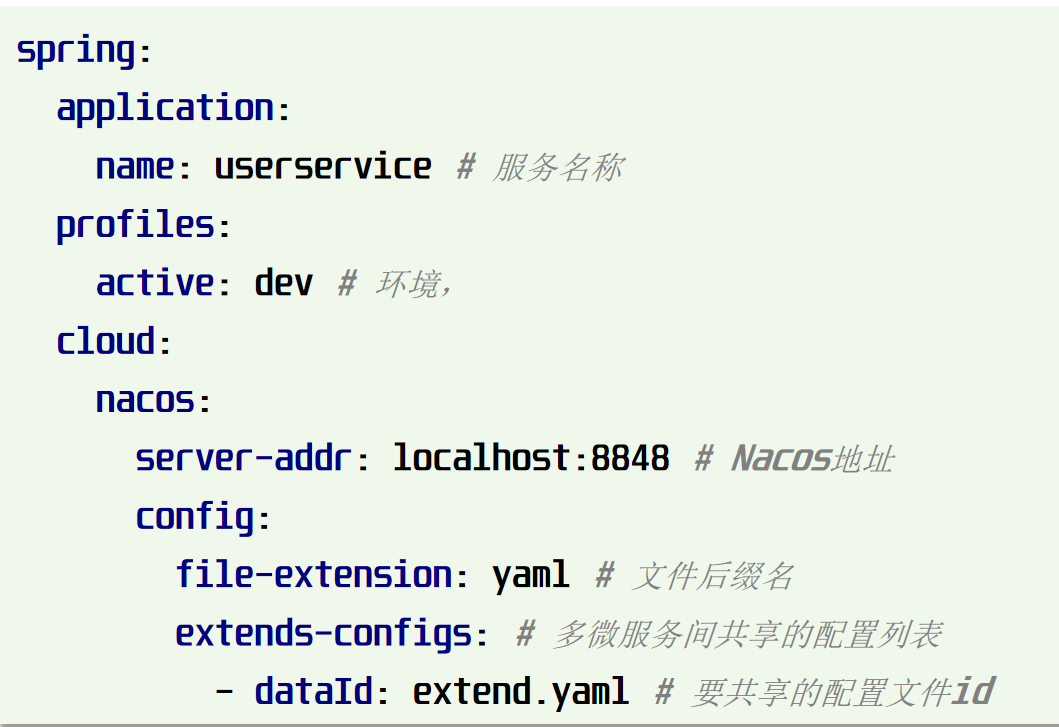 spring:
  application:
    name: userservice # 服务名称
  profiles:
    active: dev # 环境，
  cloud:
    nacos:
      server-addr: localhost:8848 # Nacos地址
      config:
        file-extension: yaml # 文件后缀名
        extends-configs: # 多微服务间共享的配置列表
          - dataId: extend.yaml # 要共享的配置文件id